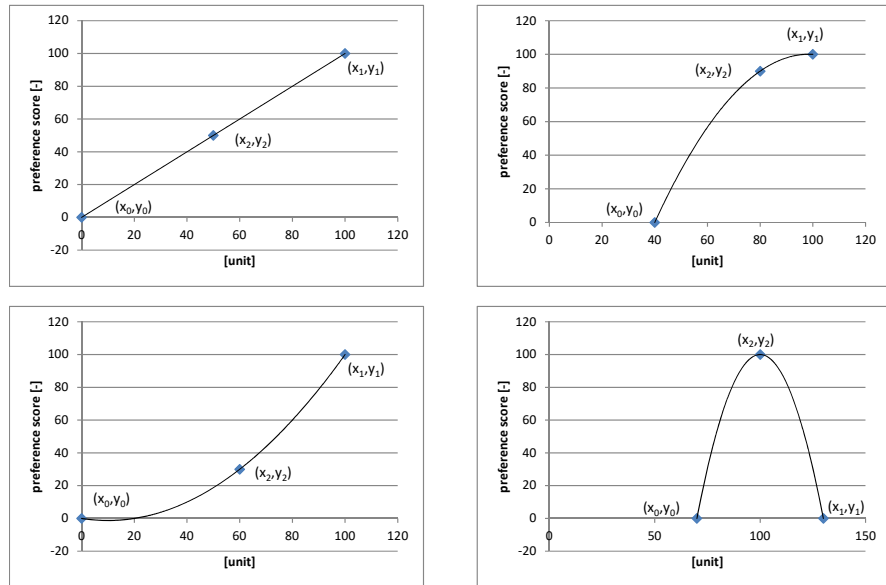 120
100
80
60
40
20
0
-20
preference score [-]
(x₁,y₁)
(x₂,y₂)
(x₀,y₀)
0 20 40 60 80 100 120
[unit]
120
100
80
60
40
20
0
preference score [-]
(x₁,y₁)
(x₂,y₂)
(x₀,y₀)
0 20 40 60 80 100 120
[unit]
120
100
80
60
40
20
0
-20
preference score [-]
(x₁,y₁)
(x₂,y₂)
(x₀,y₀)
0 20 40 60 80 100 120
[unit]
120
100
80
60
40
20
0
-20
preference score [-]
(x₂,y₂)
(x₀,y₀) (x₁,y₁)
0 50 100 150
[unit]